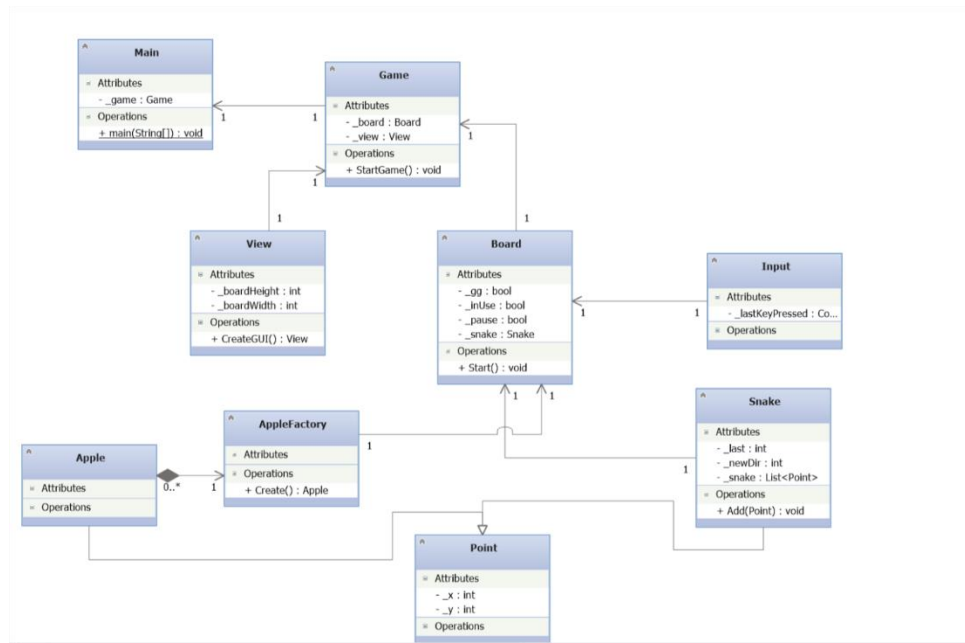 Main
Attributes
- _game : Game
Operations
+ main(String[]) : void
1
1
Game
Attributes
- _board : Board
- _view : View
Operations
+ StartGame() : void
1
1
1
1
View
Attributes
- _boardHeight : int
- _boardWidth : int
Operations
+ CreateGUI() : View
Board
Attributes
- _gg : bool
- _inUse : bool
- _pause : bool
- _snake : Snake
Operations
+ Start() : void
1
1
Input
Attributes
- _lastKeyPressed : Co...
Operations
1
1
Apple
Attributes
Operations
0..*
1
AppleFactory
Attributes
Operations
+ Create() : Apple
1
1
Snake
Attributes
- _last : int
- _newDir : int
- _snake : List<Point>
Operations
+ Add(Point) : void
Point
Attributes
- _x : int
- _y : int
Operations